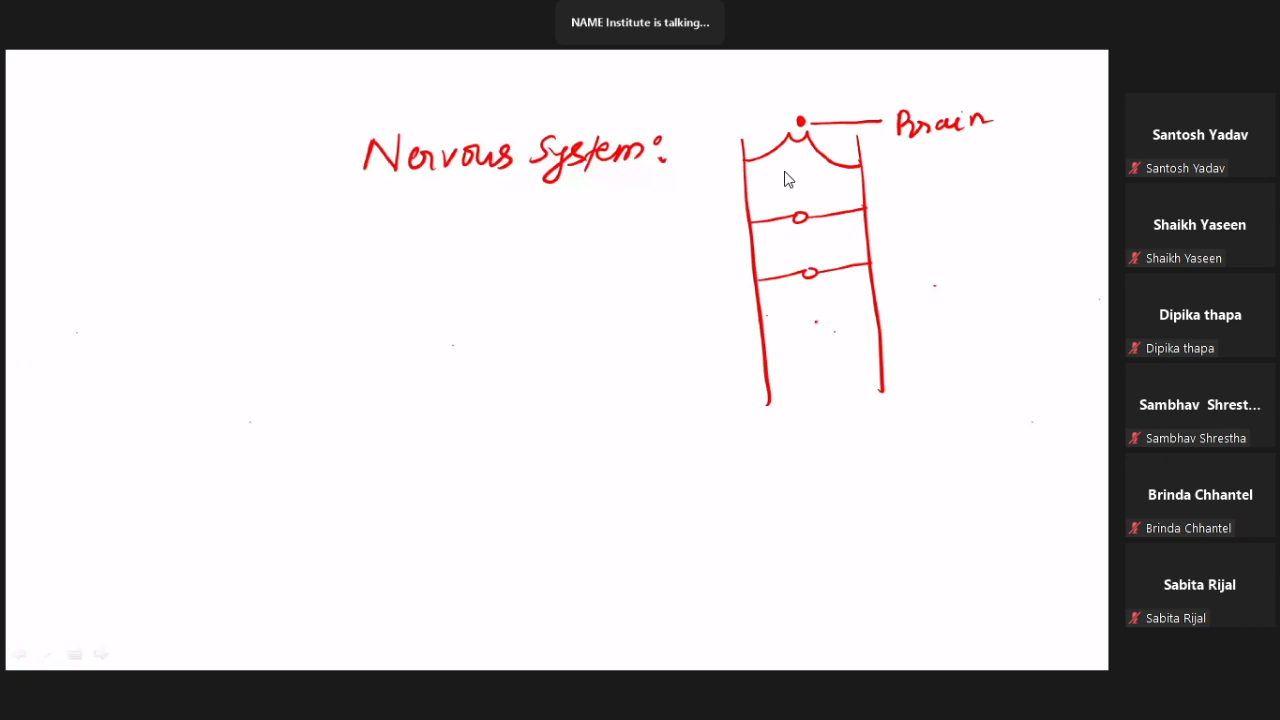 NAME Institute is talking...
Nervous System:
Brain
Santosh Yadav
Santosh Yadav
Shaikh Yaseen
Shaikh Yaseen
Dipika thapa
Dipika thapa
Sambhav Shrest...
Sambhav Shrestha
Brinda Chhantel
Brinda Chhantel
Sabita Rijal
Sabita Rijal